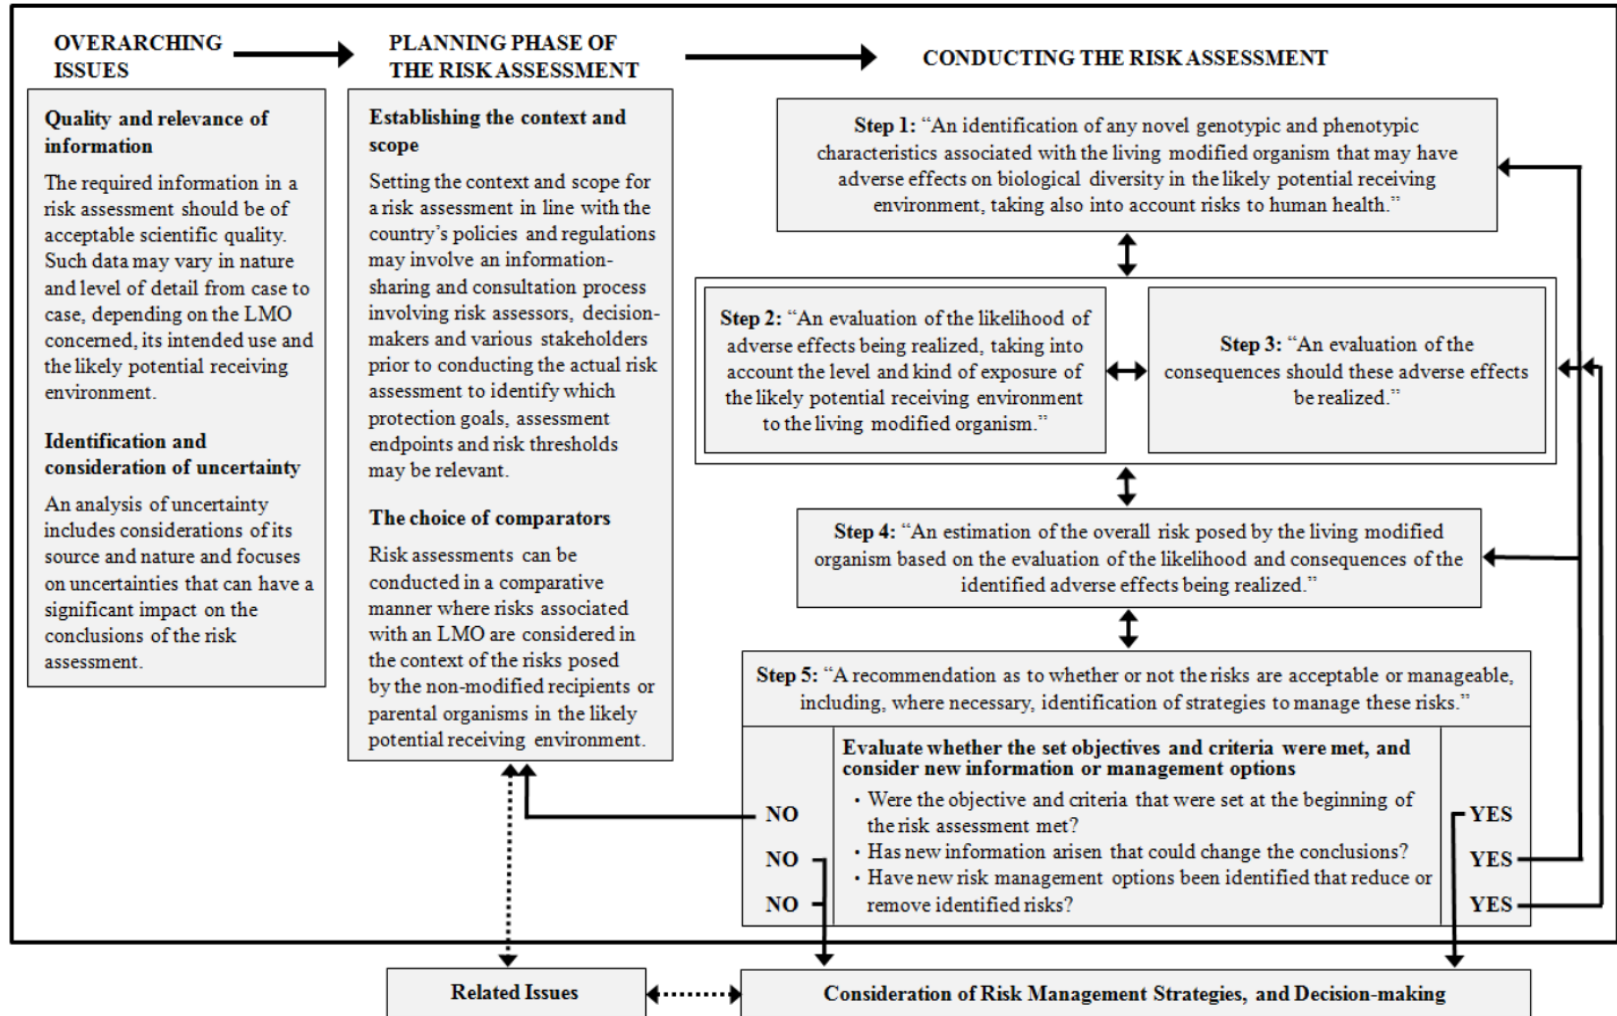 OVERARCHING
ISSUES
PLANNING PHASE OF
THE RISK ASSESSMENT
CONDUCTING THE RISK ASSESSMENT
Quality and relevance of
information
The required information in a
risk assessment should be of
acceptable scientific quality.
Such data may vary in nature
and level of detail from case to
case, depending on the LMO
concerned, its intended use and
the likely potential receiving
environment.
Identification and
consideration of uncertainty
An analysis of uncertainty
includes considerations of its
source and nature and focuses
on uncertainties that can have a
significant impact on the
conclusions of the risk
assessment.
Establishing the context and
scope
Setting the context and scope for
a risk assessment in line with the
country’s policies and regulations
may involve an information-
sharing and consultation process
involving risk assessors, decision-
makers and various stakeholders
prior to conducting the actual risk
assessment to identify which
protection goals, assessment
endpoints and risk thresholds
may be relevant.
The choice of comparators
Risk assessments can be
conducted in a comparative
manner where risks associated
with an LMO are considered in
the context of the risks posed
by the non-modified recipients or
parental organisms in the likely
potential receiving environment.
Step 1: “An identification of any novel genotypic and phenotypic
characteristics associated with the living modified organism that may have
adverse effects on biological diversity in the likely potential receiving
environment, taking also into account risks to human health.”
Step 2: “An evaluation of the likelihood of
adverse effects being realized, taking into
account the level and kind of exposure of
the likely potential receiving environment
to the living modified organism.”
Step 3: “An evaluation of the
consequences should these adverse effects
be realized.”
Step 4: “An estimation of the overall risk posed by the living modified
organism based on the evaluation of the likelihood and consequences of the
identified adverse effects being realized.”
Step 5: “A recommendation as to whether or not the risks are acceptable or manageable,
including, where necessary, identification of strategies to manage these risks.”
Evaluate whether the set objectives and criteria were met, and
consider new information or management options
NO
• Were the objective and criteria that were set at the beginning of
the risk assessment met?
YES
NO
• Has new information arisen that could change the conclusions?
YES
NO
• Have new risk management options been identified that reduce or
remove identified risks?
YES
Related Issues
Consideration of Risk Management Strategies, and Decision-making